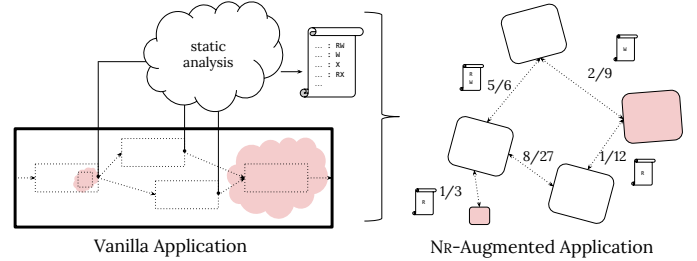 static
analysis
... : RW
... : W
... : X
... : RX
Vanilla Application
W
R
W
5/6
2/9
8/27
1/12
R
R
1/3
NR-Augmented Application